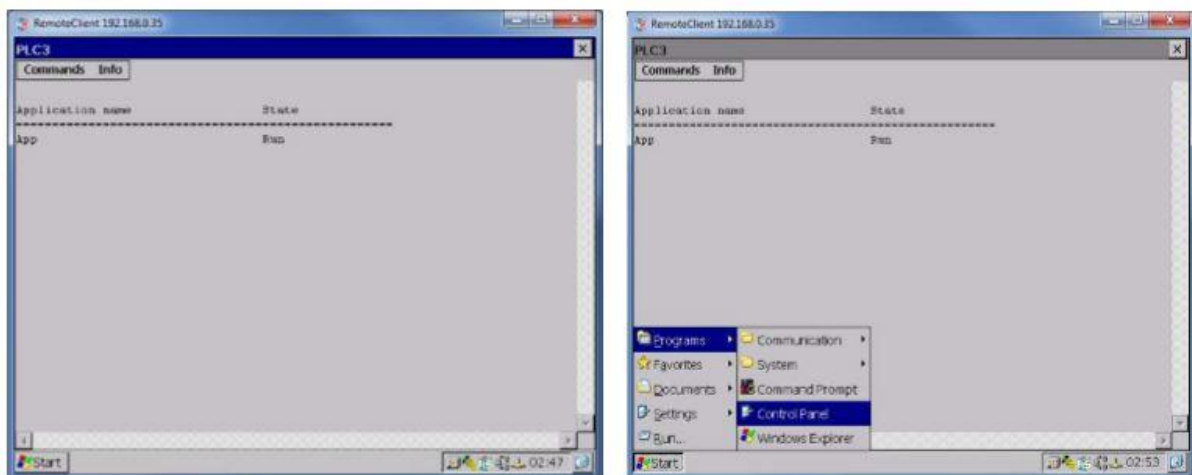 RemoteClient 192.168.0.35
PLC3
Commands Info
Application name State
App Run
Start 02:47
RemoteClient 192.168.0.35
PLC3
Commands Info
Application name State
App Run
Programs
Favorites
Documents
Settings
Run...
Communication
System
Command Prompt
Control Panel
Windows Explorer
Start 02:53